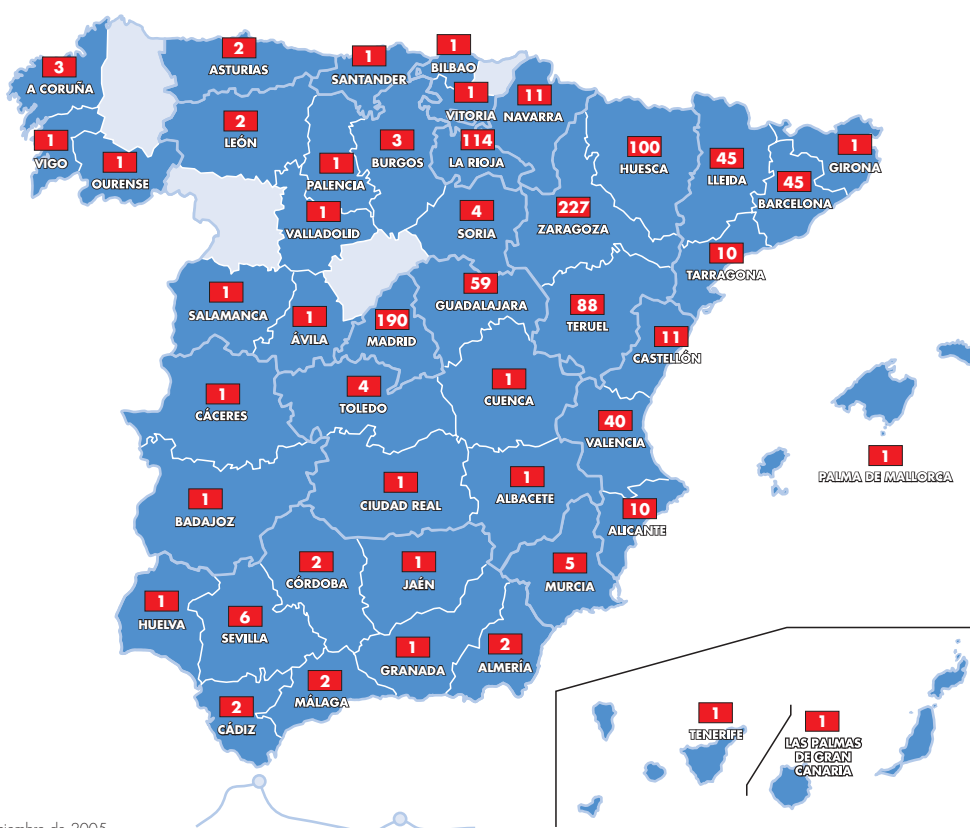 1
BILBAO
2
ASTURIAS
1
SANTANDER
3
A CORUÑA
1
VITORIA
11
NAVARRA
2
LEÓN
3
BURGOS
114
LA RIOJA
100
HUESCA
45
LLEIDA
1
GIRONA
1
VIGO
1
OURENSE
1
PALENCIA
45
BARCELONA
1
VALLADOLID
4
SORIA
227
ZARAGOZA
10
TARRAGONA
1
SALAMANCA
1
ÁVILA
190
MADRID
59
GUADALAJARA
88
TERUEL
11
CASTELLÓN
1
CÁCERES
4
TOLEDO
1
CUENCA
40
VALENCIA
1
PALMA DE MALLORCA
1
BADAJOZ
1
CIUDAD REAL
1
ALBACETE
10
ALICANTE
2
CÓRDOBA
1
JAÉN
5
MURCIA
1
HUELVA
6
SEVILLA
1
GRANADA
2
ALMERÍA
2
MÁLAGA
2
CÁDIZ
1
TENERIFE
1
LAS PALMAS
DE GRAN
CANARIA
de 2005